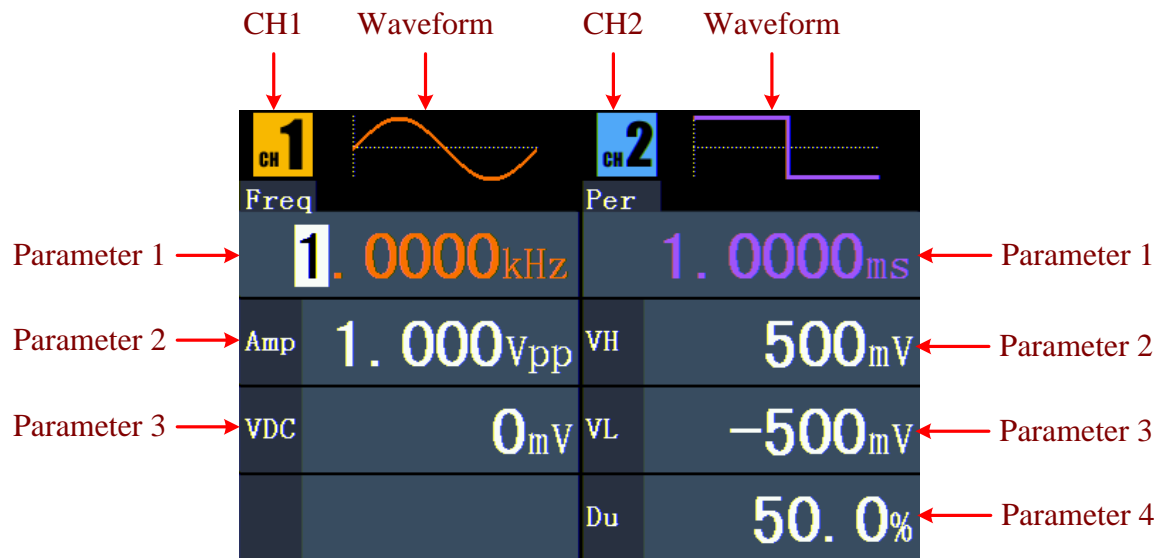 CH1 Waveform CH2 Waveform
CH 1 CH 2
Freq Per
Parameter 1 1. 0000kHz 1. 0000ms Parameter 1
Parameter 2 Amp 1. 000Vpp VH 500mV Parameter 2
Parameter 3 VDC 0mV VL -500mV Parameter 3
Du 50. 0% Parameter 4